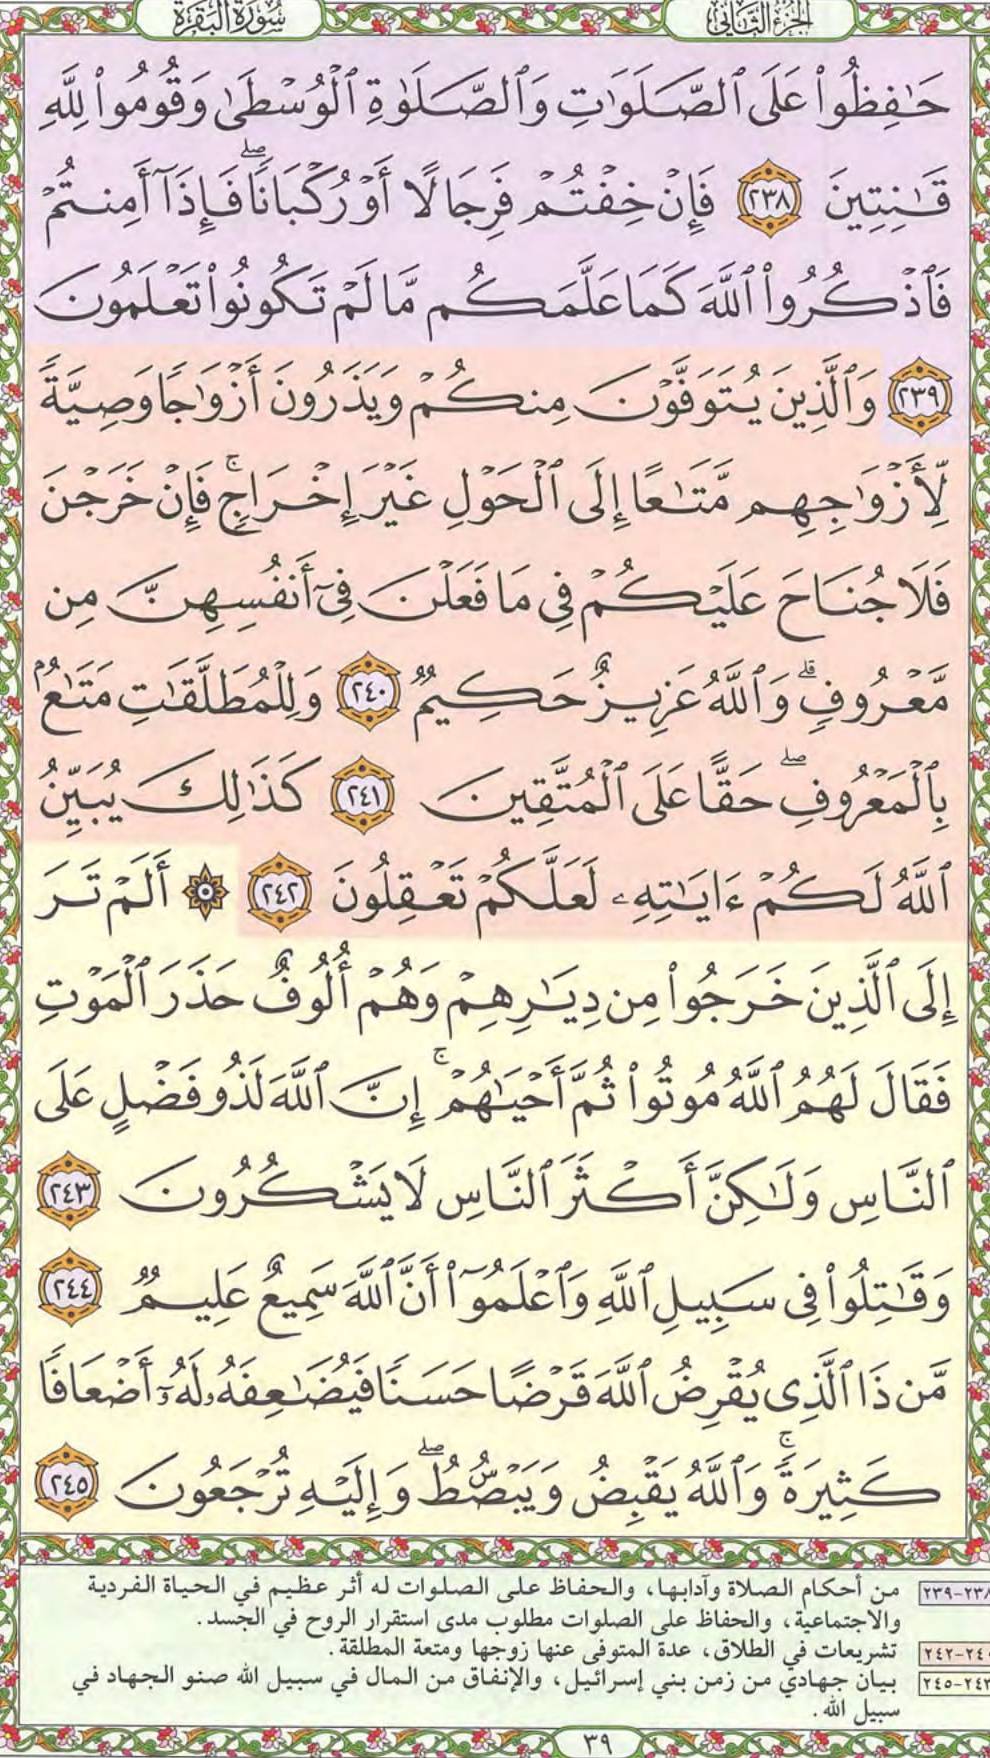 سُورَةُ البَقَرَةِ
الجُزءُ الثَّانِي
حَـٰفِظُوا۟ عَلَى ٱلصَّلَوَٰتِ وَٱلصَّلَوٰةِ ٱلْوُسْطَىٰ وَقُومُوا۟ لِلَّهِ
قَـٰنِتِينَ ٢٣٨ فَإِنْ خِفْتُمْ فَرِجَالًا أَوْ رُكْبَانًا ۖ فَإِذَآ أَمِنتُمْ
فَٱذْكُرُوا۟ ٱللَّهَ كَمَا عَلَّمَكُم مَّا لَمْ تَكُونُوا۟ تَعْلَمُونَ
٢٣٩ وَٱلَّذِينَ يُتَوَفَّوْنَ مِنكُمْ وَيَذَرُونَ أَزْوَٰجًا وَصِيَّةً
لِّأَزْوَٰجِهِم مَّتَـٰعًا إِلَى ٱلْحَوْلِ غَيْرَ إِخْرَاجٍ ۚ فَإِنْ خَرَجْنَ
فَلَا جُنَاحَ عَلَيْكُمْ فِى مَا فَعَلْنَ فِىٓ أَنفُسِهِنَّ مِن
مَّعْرُوفٍ ۗ وَٱللَّهُ عَزِيزٌ حَكِيمٌ ٢٤٠ وَلِلْمُطَلَّقَـٰتِ مَتَـٰعٌۢ
بِٱلْمَعْرُوفِ ۖ حَقًّا عَلَى ٱلْمُتَّقِينَ ٢٤١ كَذَٰلِكَ يُبَيِّنُ
ٱللَّهُ لَكُمْ ءَايَـٰتِهِۦ لَعَلَّكُمْ تَعْقِلُونَ ٢٤٢ ۞ أَلَمْ تَرَ
إِلَى ٱلَّذِينَ خَرَجُوا۟ مِن دِيَـٰرِهِمْ وَهُمْ أُلُوفٌ حَذَرَ ٱلْمَوْتِ
فَقَالَ لَهُمُ ٱللَّهُ مُوتُوا۟ ثُمَّ أَحْيَـٰهُمْ ۚ إِنَّ ٱللَّهَ لَذُو فَضْلٍ عَلَى
ٱلنَّاسِ وَلَـٰكِنَّ أَكْثَرَ ٱلنَّاسِ لَا يَشْكُرُونَ ٢٤٣
وَقَـٰتِلُوا۟ فِى سَبِيلِ ٱللَّهِ وَٱعْلَمُوٓا۟ أَنَّ ٱللَّهَ سَمِيعٌ عَلِيمٌ ٢٤٤
مَّن ذَا ٱلَّذِى يُقْرِضُ ٱللَّهَ قَرْضًا حَسَنًا فَيُضَـٰعِفَهُۥ لَهُۥٓ أَضْعَافًا
كَثِيرَةً ۚ وَٱللَّهُ يَقْبِضُ وَيَبْصُۜطُ ۖ وَإِلَيْهِ تُرْجَعُونَ ٢٤٥
٢٣٨-٢٣٩ من أحكام الصلاة وآدابها، والحفاظ على الصلوات له أثر عظيم في الحياة الفردية
والاجتماعية، والحفاظ على الصلوات مطلوب مدى استقرار الروح في الجسد.
٢٤٠-٢٤٢ تشريعات في الطلاق، عدة المتوفى عنها زوجها ومتعة المطلقة.
٢٤٣-٢٤٥ بيان جهادي من زمن بني إسرائيل، والإنفاق من المال في سبيل الله صنو الجهاد في
سبيل الله.
٣٩